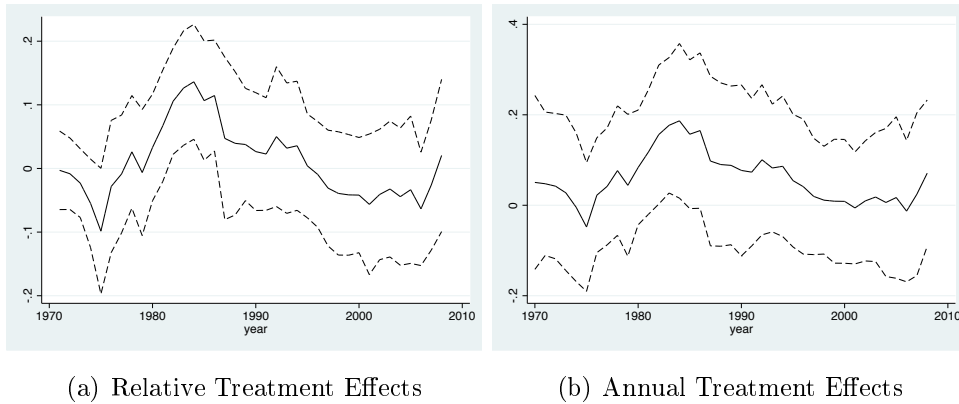 .2
.1
0
-.1
-.2
1970 1980 1990 2000 2010
year
(a) Relative Treatment Effects
.4
.2
0
-.2
1970 1980 1990 2000 2010
year
(b) Annual Treatment Effects